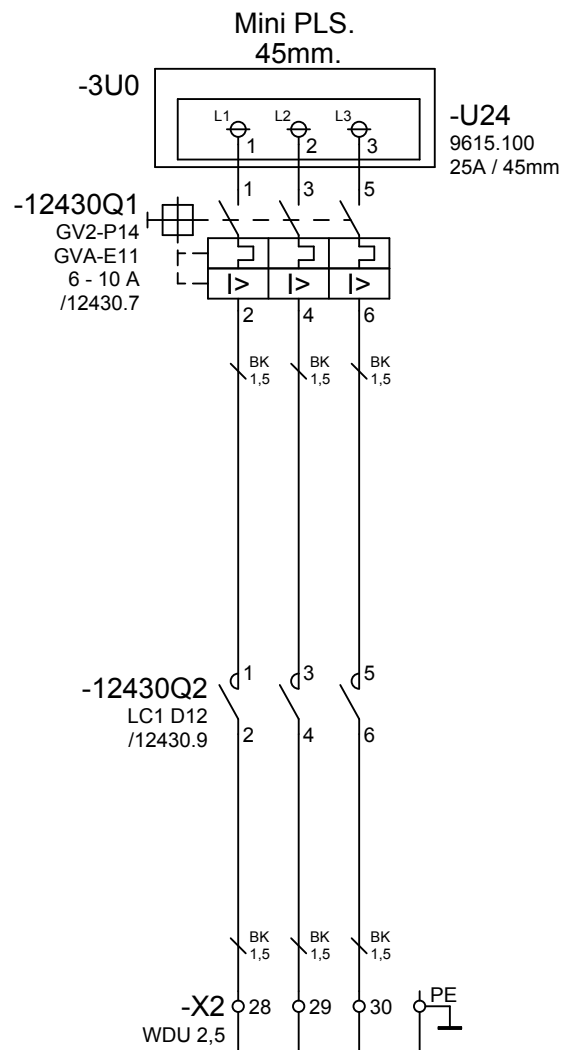 Mini PLS.
45mm.
-3U0
L1 L2 L3
1 2 3
-U24
9615.100
25A / 45mm
1 3 5
-12430Q1
GV2-P14
GVA-E11
6 - 10 A
/12430.7
I> I> I>
2 4 6
BK BK BK
1,5 1,5 1,5
1 3 5
-12430Q2
LC1 D12
/12430.9
2 4 6
BK BK BK
1,5 1,5 1,5
-X2 28 29 30 PE
WDU 2,5